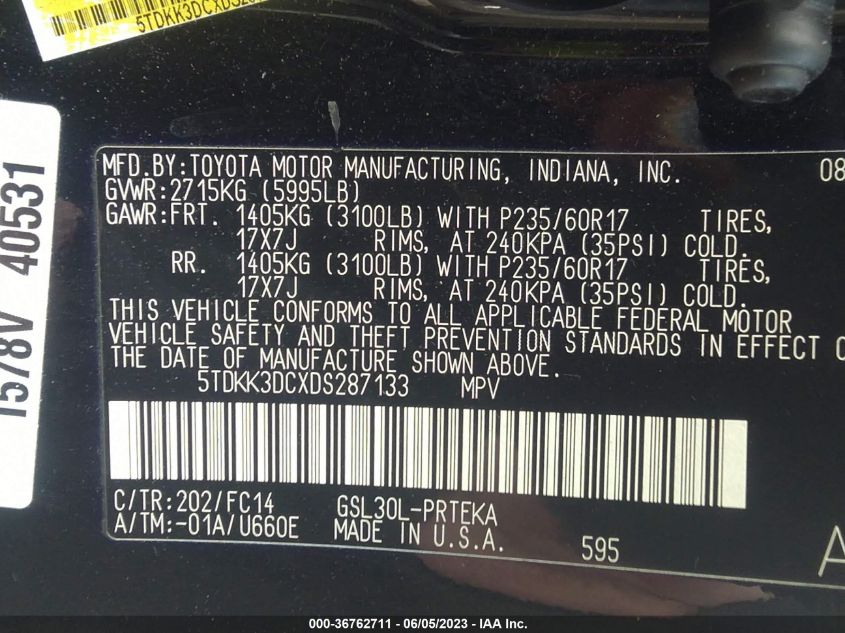 5TDKK3DCXDS2
1578V 40531
MFD.BY:TOYOTA MOTOR MANUFACTURING, INDIANA, INC. 08
GVWR:2715KG (5995LB)
GAWR:FRT. 1405KG (3100LB) WITH P235/60R17 TIRES,
17X7J RIMS, AT 240KPA (35PSI) COLD.
RR. 1405KG (3100LB) WITH P235/60R17 TIRES,
17X7J RIMS, AT 240KPA (35PSI) COLD.
THIS VEHICLE CONFORMS TO ALL APPLICABLE FEDERAL MOTOR
VEHICLE SAFETY AND THEFT PREVENTION STANDARDS IN EFFECT O
THE DATE OF MANUFACTURE SHOWN ABOVE.
5TDKK3DCXDS287133 MPV
C/TR:202/FC14 GSL30L-PRTEKA
A/TM:-01A/U660E MADE IN U.S.A. 595
A
000-36762711 - 06/05/2023 - IAA Inc.